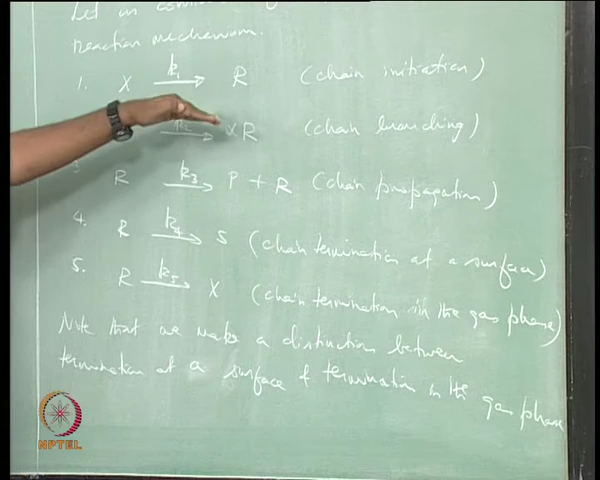 Let us consider
reaction mechanism.
1. X k₁→ R (chain initiation)
k₂→ αR (chain branching)
3. R k₃→ P + R (chain propagation)
4. R k₄→ S (chain termination at a surface)
5. R k₅→ X (chain termination in the gas phase)
Note that we make a distinction between
termination at a surface & termination in the gas phase
NPTEL